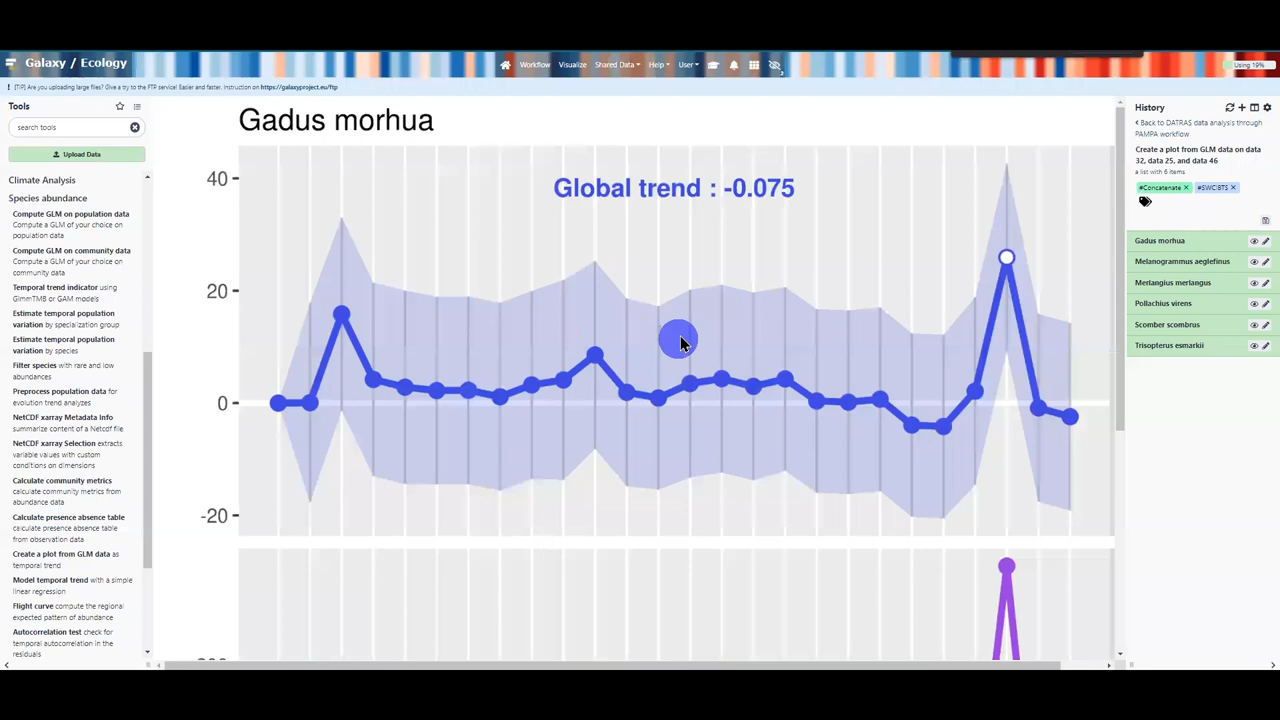 Galaxy / Ecology
Workflow Visualize Shared Data Help User
Using 19%
[TIP] Are you uploading large files? Give a try to the FTP service! Easier and faster. Instruction on https://galaxyproject.eu/ftp
Tools
search tools
Upload Data
Climate Analysis
Species abundance
Compute GLM on population data
Compute a GLM of your choice on
population data
Compute GLM on community data
Compute a GLM of your choice on
community data
Temporal trend indicator using
GlmmTMB or GAM models
Estimate temporal population
variation by specialization group
Estimate temporal population
variation by species
Filter species with rare and low
abundances
Preprocess population data for
evolution trend analyzes
NetCDF xarray Metadata Info
summarize content of a Netcdf file
NetCDF xarray Selection extracts
variable values with custom
conditions on dimensions
Calculate community metrics
calculate community metrics from
abundance data
Calculate presence absence table
calculate presence absence table
from observation data
Create a plot from GLM data as
temporal trend
Model temporal trend with a simple
linear regression
Flight curve compute the regional
expected pattern of abundance
Autocorrelation test check for
temporal autocorrelation in the
residuals
Gadus morhua
40
20
0
-20
Global trend : -0.075
History
Back to DATRAS data analysis through
PAMPA workflow
Create a plot from GLM data on data
32, data 25, and data 46
a list with 6 items
#Concatenate
#SWCIBTS
Gadus morhua
Melanogrammus aeglefinus
Merlangius merlangus
Pollachius virens
Scomber scombrus
Trisopterus esmarkii